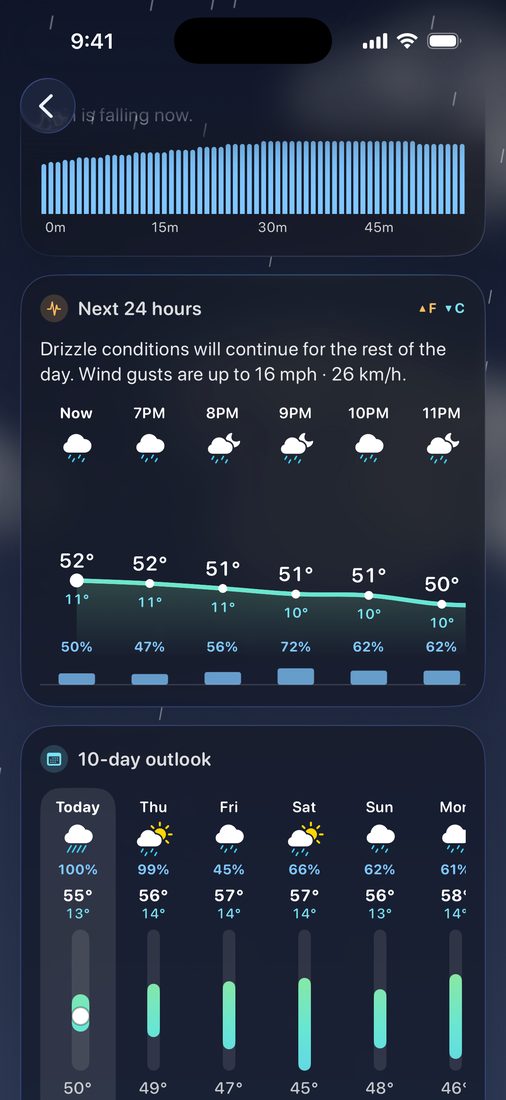 9:41
is falling now.
0m 15m 30m 45m
Next 24 hours ▲F ▼C
Drizzle conditions will continue for the rest of the
day. Wind gusts are up to 16 mph · 26 km/h.
Now 7PM 8PM 9PM 10PM 11PM
52° 52° 51° 51° 51° 50°
11° 11° 11° 10° 10° 10°
50% 47% 56% 72% 62% 62%
10-day outlook
Today Thu Fri Sat Sun Mon
100% 99% 45% 66% 62% 61%
55° 56° 57° 57° 56° 58°
13° 14° 14° 14° 13° 14°
50° 49° 47° 45° 48° 46°